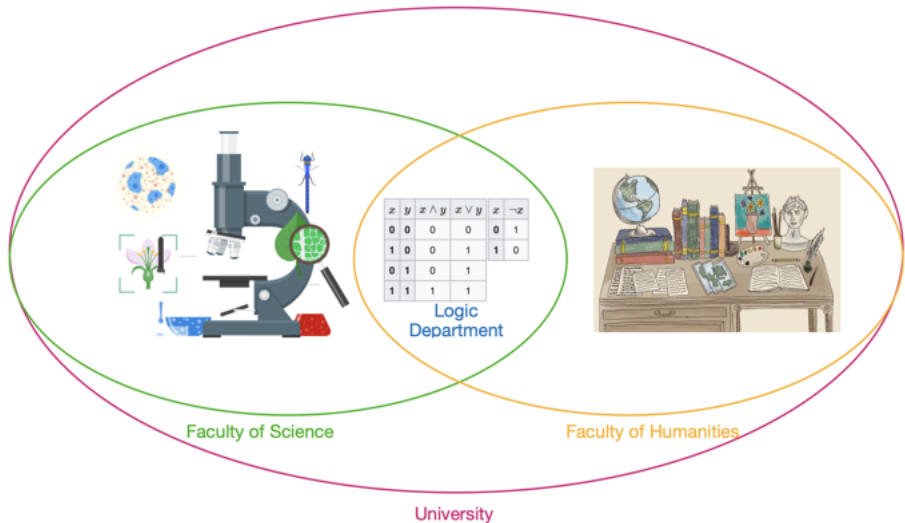 x y x ∧ y x ∨ y x ¬x
0 0 0 0 0 1
1 0 0 1 1 0
0 1 0 1
1 1 1 1
Logic
Department
Faculty of Science Faculty of Humanities
University